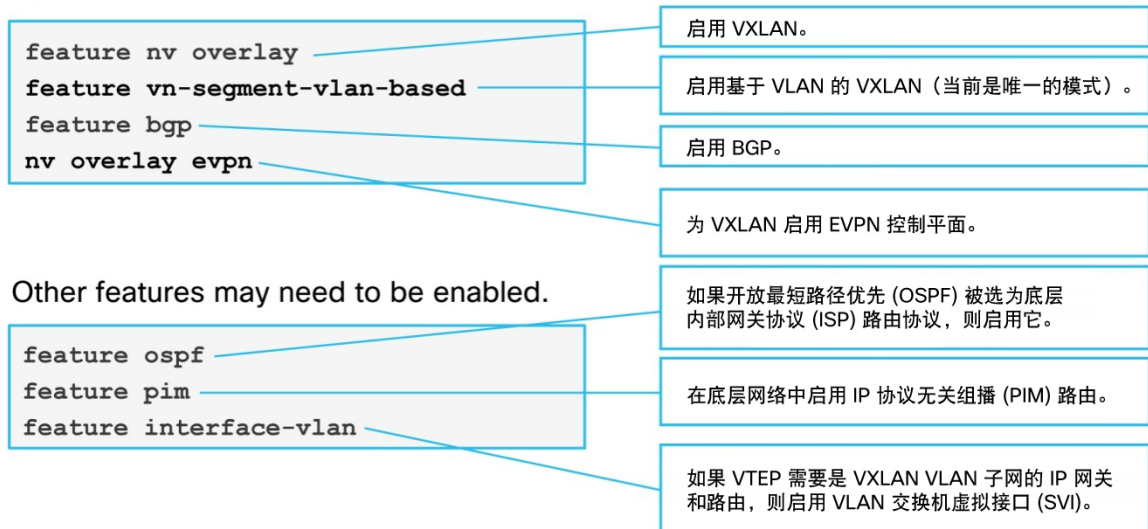 feature nv overlay
feature vn-segment-vlan-based
feature bgp
nv overlay evpn
启用 VXLAN。
启用基于 VLAN 的 VXLAN（当前是唯一的模式）。
启用 BGP。
为 VXLAN 启用 EVPN 控制平面。
Other features may need to be enabled.
feature ospf
feature pim
feature interface-vlan
如果开放最短路径优先 (OSPF) 被选为底层
内部网关协议 (ISP) 路由协议，则启用它。
在底层网络中启用 IP 协议无关组播 (PIM) 路由。
如果 VTEP 需要是 VXLAN VLAN 子网的 IP 网关
和路由，则启用 VLAN 交换机虚拟接口 (SVI)。